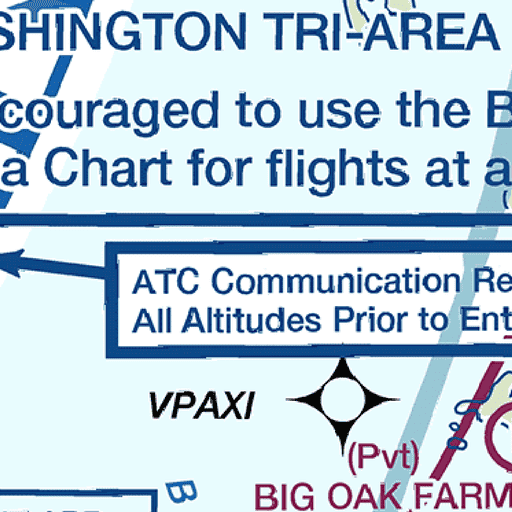 SHINGTON TRI-AREA
couraged to use the B
a Chart for flights at a
ATC Communication Re
All Altitudes Prior to Ent
VPAXI
(Pvt)
BIG OAK FARM
B